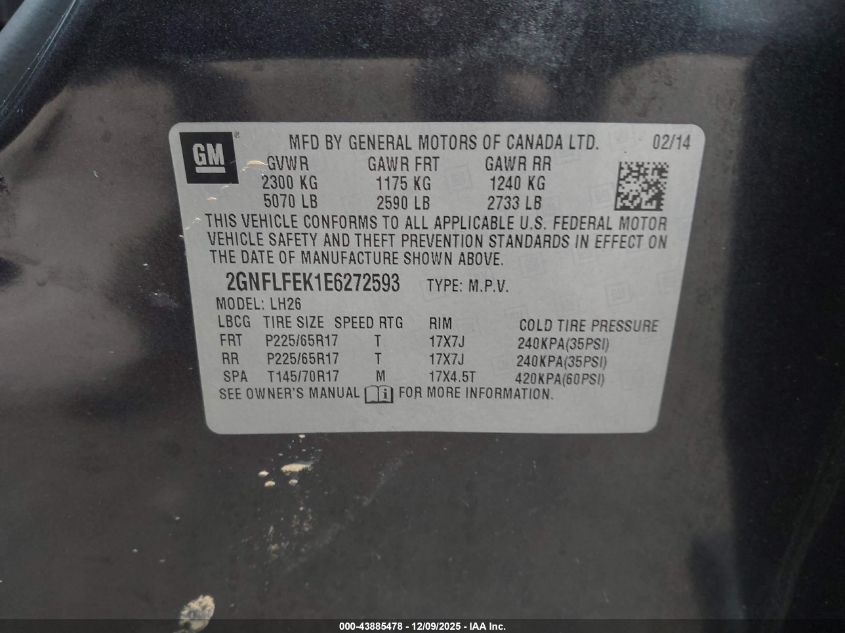 GM ® MFD BY GENERAL MOTORS OF CANADA LTD. 02/14
GVWR GAWR FRT GAWR RR
2300 KG 1175 KG 1240 KG
5070 LB 2590 LB 2733 LB
THIS VEHICLE CONFORMS TO ALL APPLICABLE U.S. FEDERAL MOTOR
VEHICLE SAFETY AND THEFT PREVENTION STANDARDS IN EFFECT ON
THE DATE OF MANUFACTURE SHOWN ABOVE.
2GNFLFEK1E6272593 TYPE: M.P.V.
MODEL: LH26
LBCG TIRE SIZE SPEED RTG RIM COLD TIRE PRESSURE
FRT P225/65R17 T 17X7J 240KPA(35PSI)
RR P225/65R17 T 17X7J 240KPA(35PSI)
SPA T145/70R17 M 17X4.5T 420KPA(60PSI)
SEE OWNER'S MANUAL i FOR MORE INFORMATION.
000-43885478 - 12/09/2025 - IAA Inc.